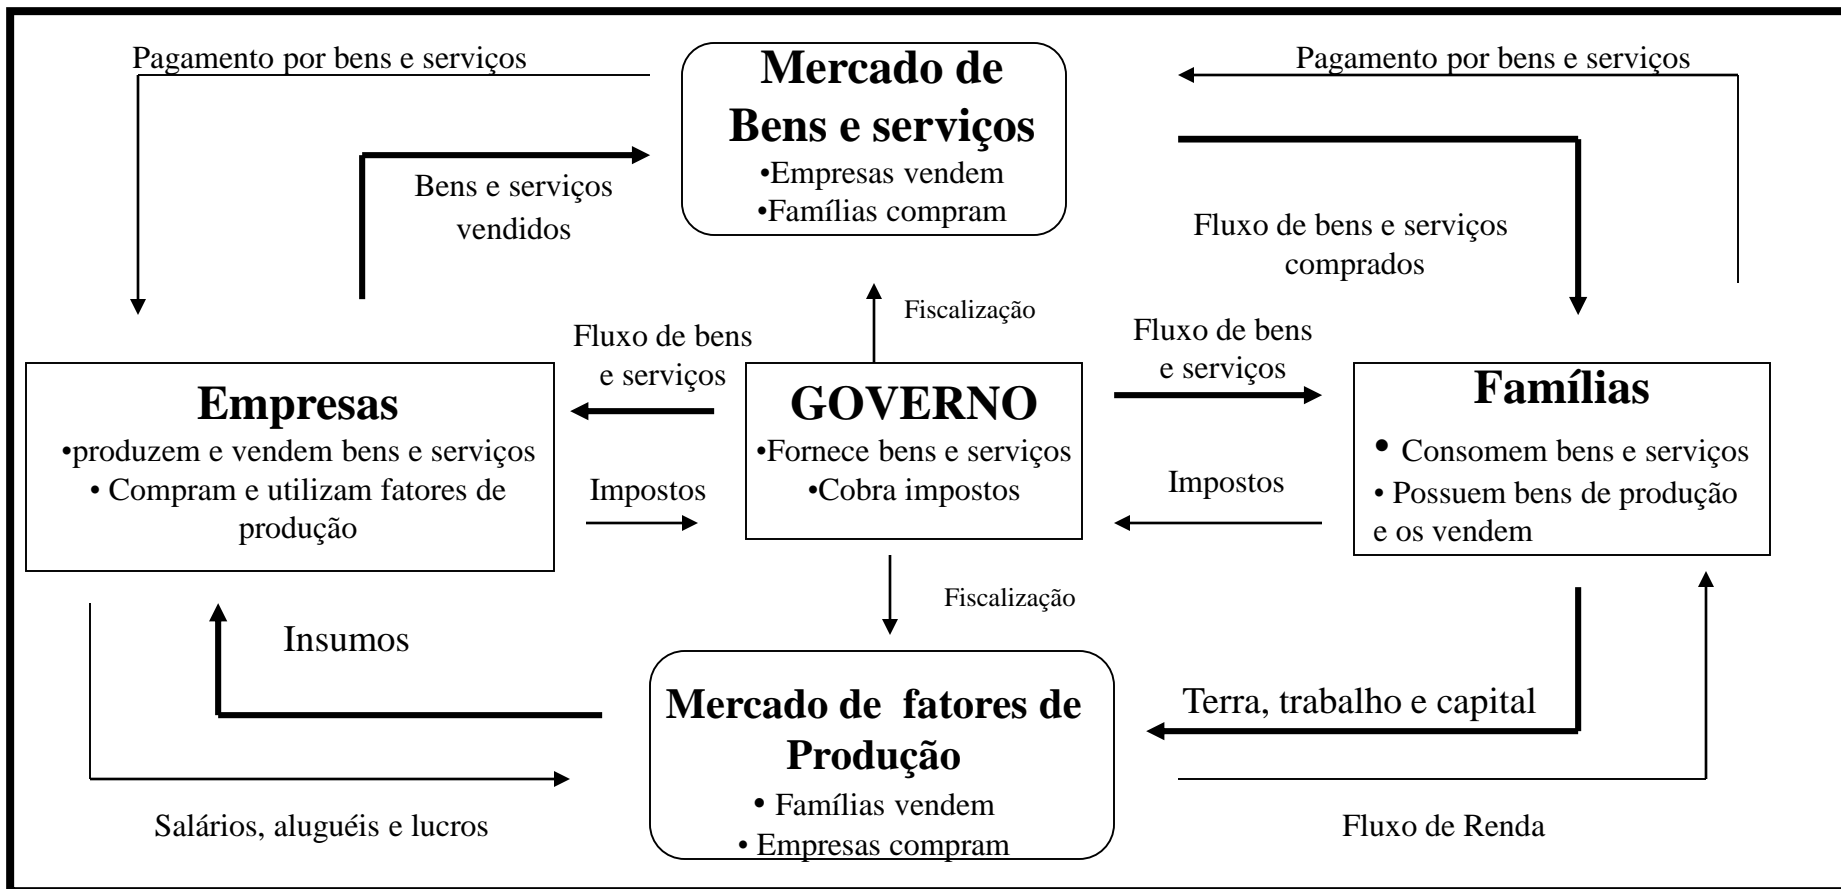 Pagamento por bens e serviços
Mercado de
Bens e serviços
•Empresas vendem
•Famílias compram
Pagamento por bens e serviços
Bens e serviços
vendidos
Fluxo de bens e serviços
comprados
Fiscalização
Fluxo de bens
e serviços
Fluxo de bens
e serviços
Empresas
•produzem e vendem bens e serviços
• Compram e utilizam fatores de
produção
Impostos
GOVERNO
•Fornece bens e serviços
•Cobra impostos
Impostos
Famílias
• Consomem bens e serviços
• Possuem bens de produção
e os vendem
Fiscalização
Insumos
Mercado de fatores de
Produção
• Famílias vendem
• Empresas compram
Terra, trabalho e capital
Salários, aluguéis e lucros
Fluxo de Renda